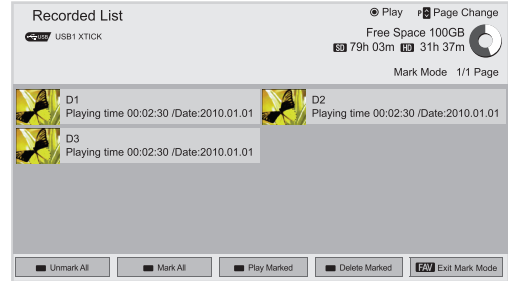 Recorded List
Play P Page Change
USB USB1 XTICK
Free Space 100GB
SD 79h 03m HD 31h 37m
Mark Mode 1/1 Page
D1
Playing time 00:02:30 /Date:2010.01.01
D2
Playing time 00:02:30 /Date:2010.01.01
D3
Playing time 00:02:30 /Date:2010.01.01
Unmark All
Mark All
Play Marked
Delete Marked
FAV Exit Mark Mode